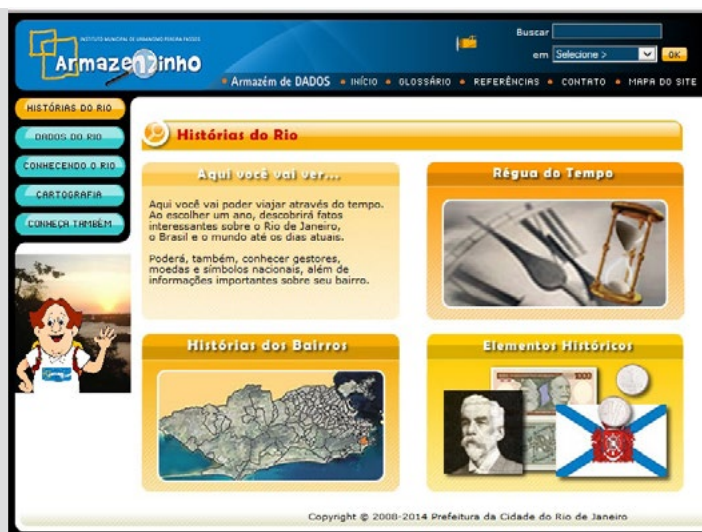 INSTITUTO MUNICIPAL DE URBANISMO PEREIRA PASSOS
Armazenzinho
Buscar
em Selecione > OK
Armazém de DADOS • INÍCIO • GLOSSÁRIO • REFERÊNCIAS • CONTATO • MAPA DO SITE
HISTÓRIAS DO RIO
DADOS DO RIO
CONHECENDO O RIO
CARTOGRAFIA
CONHEÇA TAMBÉM
Histórias do Rio
Aqui você vai ver...
Aqui você vai poder viajar através do tempo.
Ao escolher um ano, descobrirá fatos
interessantes sobre o Rio de Janeiro,
o Brasil e o mundo até os dias atuais.
Poderá, também, conhecer gestores,
moedas e símbolos nacionais, além de
informações importantes sobre seu bairro.
Régua do Tempo
Histórias dos Bairros
Elementos Históricos
1000
Copyright © 2008-2014 Prefeitura da Cidade do Rio de Janeiro